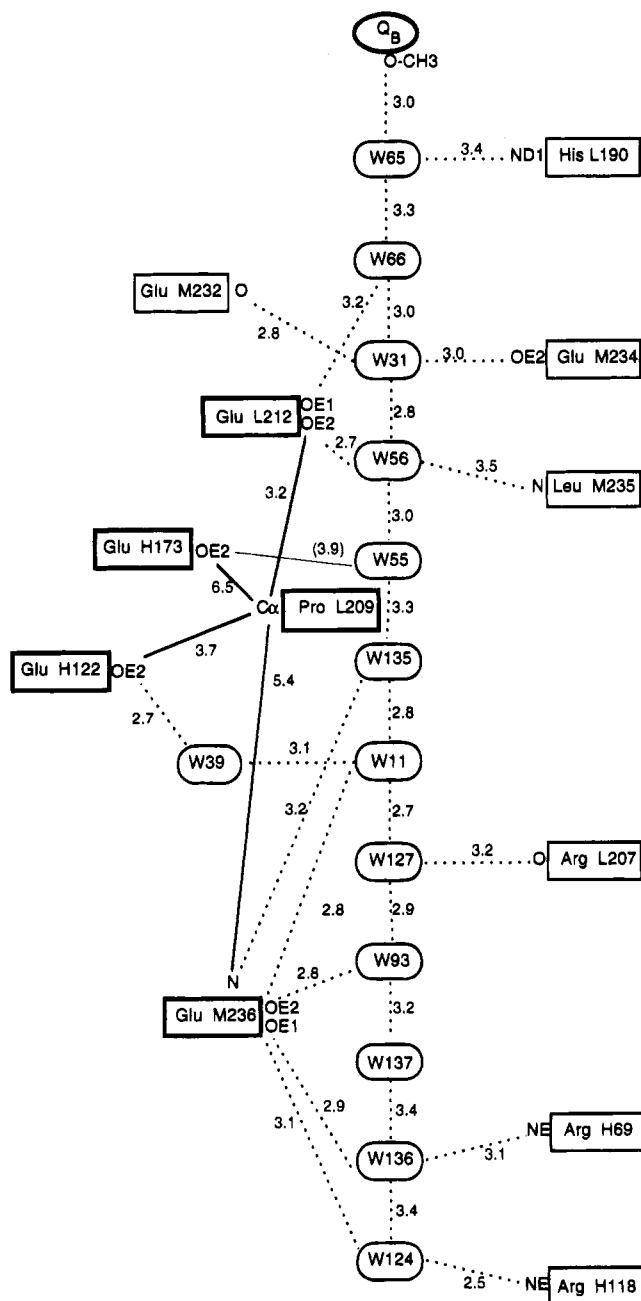 QB
O-CH3
3.0
W65 3.4 ND1 His L190
3.3
W66
Glu M232 O 3.2 3.0
2.8 W31 3.0 OE2 Glu M234
Glu L212 OE1 2.8
OE2
2.7 W56 3.5 N Leu M235
3.2 3.0
Glu H173 OE2 (3.9) W55
6.5 3.3
Cα Pro L209
Glu H122 OE2 3.7 W135
5.4
2.7 2.8
W39 3.1 W11
3.2 2.7
W127 3.2 O Arg L207
2.8 2.9
N 2.8 W93
Glu M236 OE2
OE1 3.2
W137
2.9 3.4
3.1 NE Arg H69
W136 3.1
3.4
W124 2.5 NE Arg H118